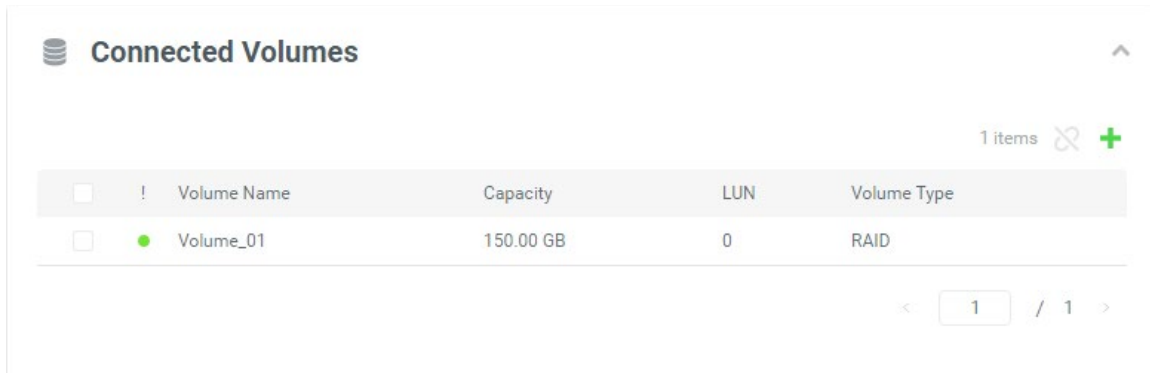 Connected Volumes
1 items
! Volume Name Capacity LUN Volume Type
Volume_01 150.00 GB 0 RAID
< 1 / 1 >